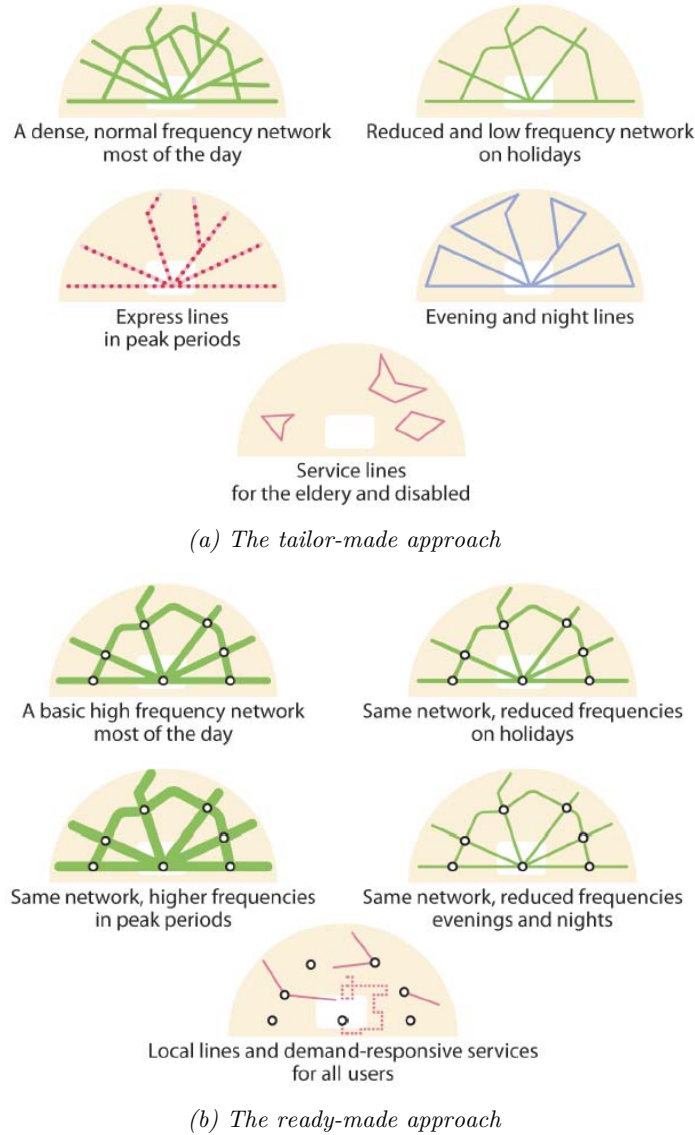 A dense, normal frequency network
most of the day
Reduced and low frequency network
on holidays
Express lines
in peak periods
Evening and night lines
Service lines
for the eldery and disabled
(a) The tailor-made approach
A basic high frequency network
most of the day
Same network, reduced frequencies
on holidays
Same network, higher frequencies
in peak periods
Same network, reduced frequencies
evenings and nights
Local lines and demand-responsive services
for all users
(b) The ready-made approach